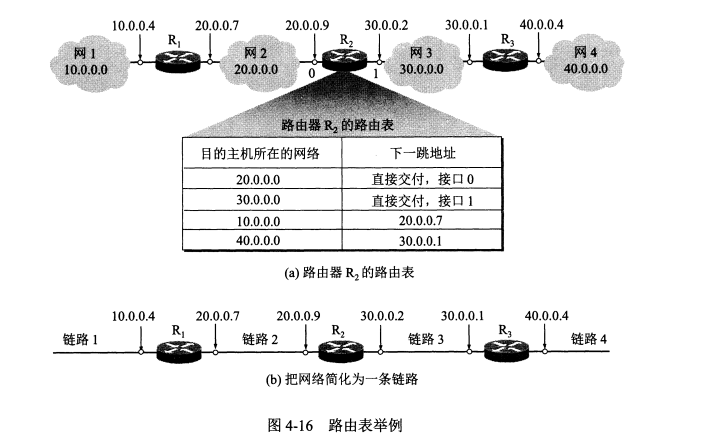 10.0.0.4 20.0.0.7 20.0.0.9 30.0.0.2 30.0.0.1 40.0.0.4
R₁ R₂ R₃
网 1 网 2 网 3 网 4
10.0.0.0 20.0.0.0 30.0.0.0 40.0.0.0
0 1
路由器 R₂ 的路由表
目的主机所在的网络 下一跳地址
20.0.0.0 直接交付，接口 0
30.0.0.0 直接交付，接口 1
10.0.0.0 20.0.0.7
40.0.0.0 30.0.0.1
(a) 路由器 R₂ 的路由表
10.0.0.4 20.0.0.7 20.0.0.9 30.0.0.2 30.0.0.1 40.0.0.4
链路 1 R₁ 链路 2 R₂ 链路 3 R₃ 链路 4
(b) 把网络简化为一条链路
图 4-16 路由表举例